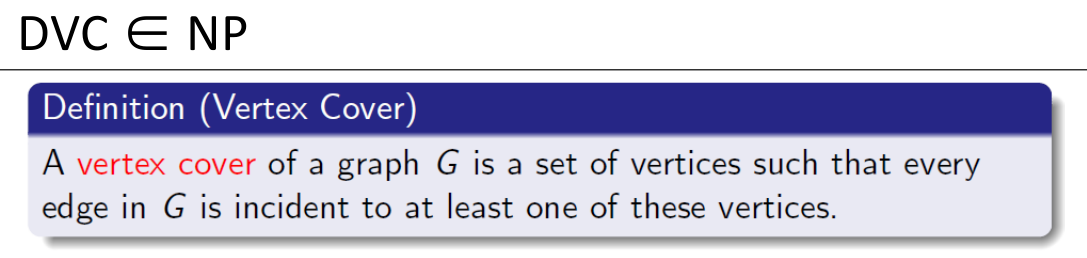 DVC ∈ NP
Definition (Vertex Cover)
A vertex cover of a graph G is a set of vertices such that every
edge in G is incident to at least one of these vertices.